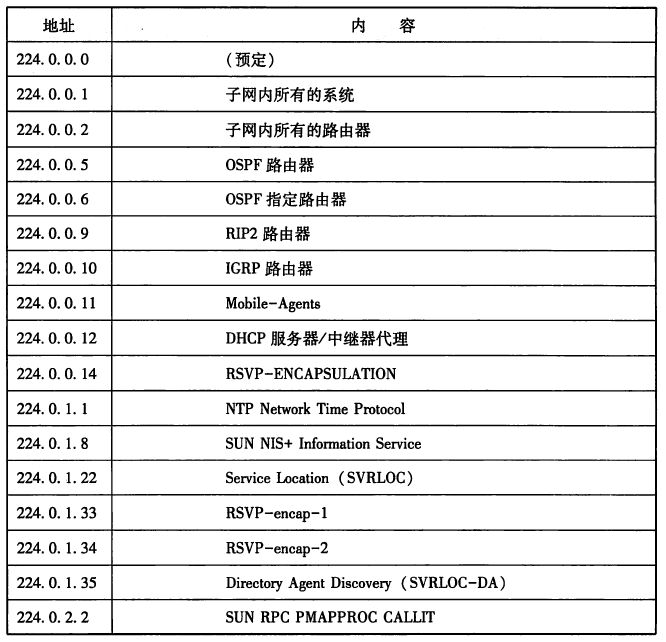 地址 内 容
224. 0. 0. 0 (预定)
224. 0. 0. 1 子网内所有的系统
224. 0. 0. 2 子网内所有的路由器
224. 0. 0. 5 OSPF 路由器
224. 0. 0. 6 OSPF 指定路由器
224. 0. 0. 9 RIP2 路由器
224. 0. 0. 10 IGRP 路由器
224. 0. 0. 11 Mobile-Agents
224. 0. 0. 12 DHCP 服务器/中继器代理
224. 0. 0. 14 RSVP-ENCAPSULATION
224. 0. 1. 1 NTP Network Time Protocol
224. 0. 1. 8 SUN NIS+ Information Service
224. 0. 1. 22 Service Location (SVRLOC)
224. 0. 1. 33 RSVP-encap-1
224. 0. 1. 34 RSVP-encap-2
224. 0. 1. 35 Directory Agent Discovery (SVRLOC-DA)
224. 0. 2. 2 SUN RPC PMAPPROC CALLIT